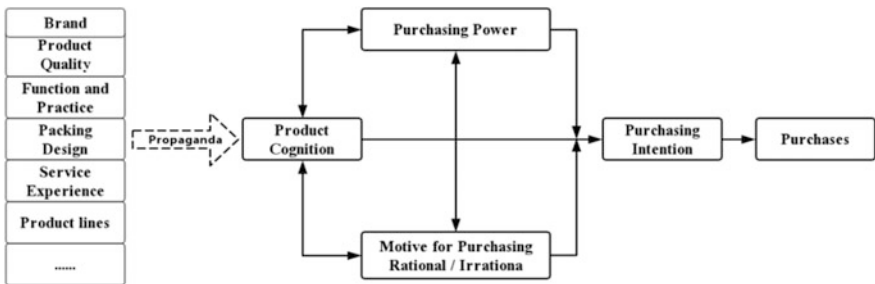 Brand
Product
Quality
Function and
Practice
Packing
Design
Service
Experience
Product lines
......
Propaganda
Product
Cognition
Purchasing Power
Motive for Purchasing
Rational / Irrationa
Purchasing
Intention
Purchases